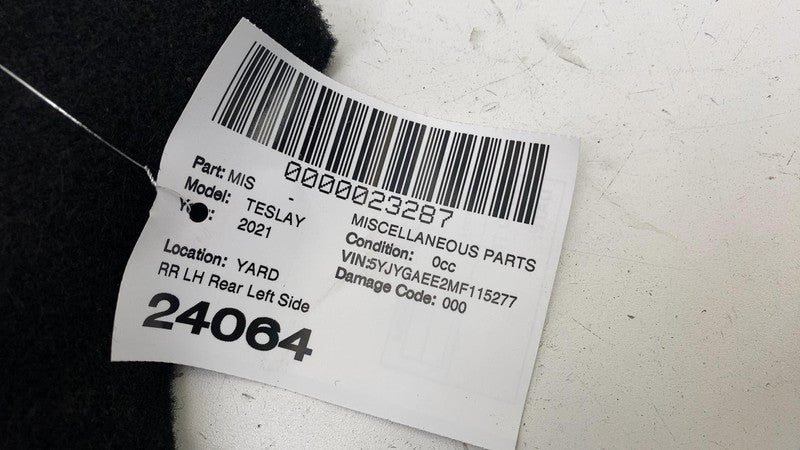 0000023287
Part: MIS - MISCELLANEOUS PARTS
Model: TESLAY Condition: 0cc
2021 VIN:5YJYGAEE2MF115277
Location: YARD Damage Code: 000
RR LH Rear Left Side
24064